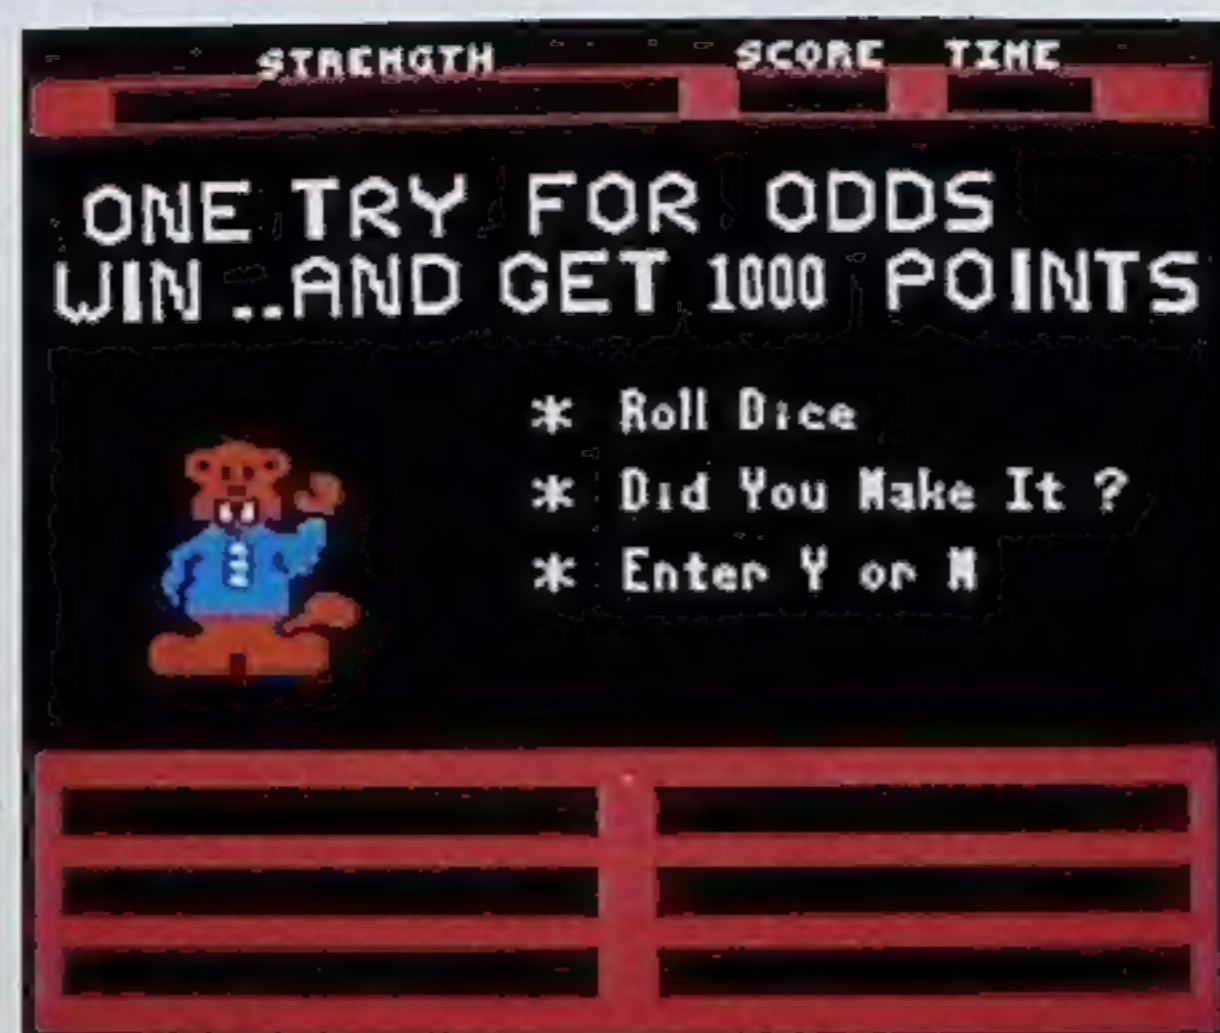 STRENGTH SCORE TIME
ONE TRY FOR ODDS
WIN ..AND GET 1000 POINTS
* Roll Dice
* Did You Make It ?
* Enter Y or N